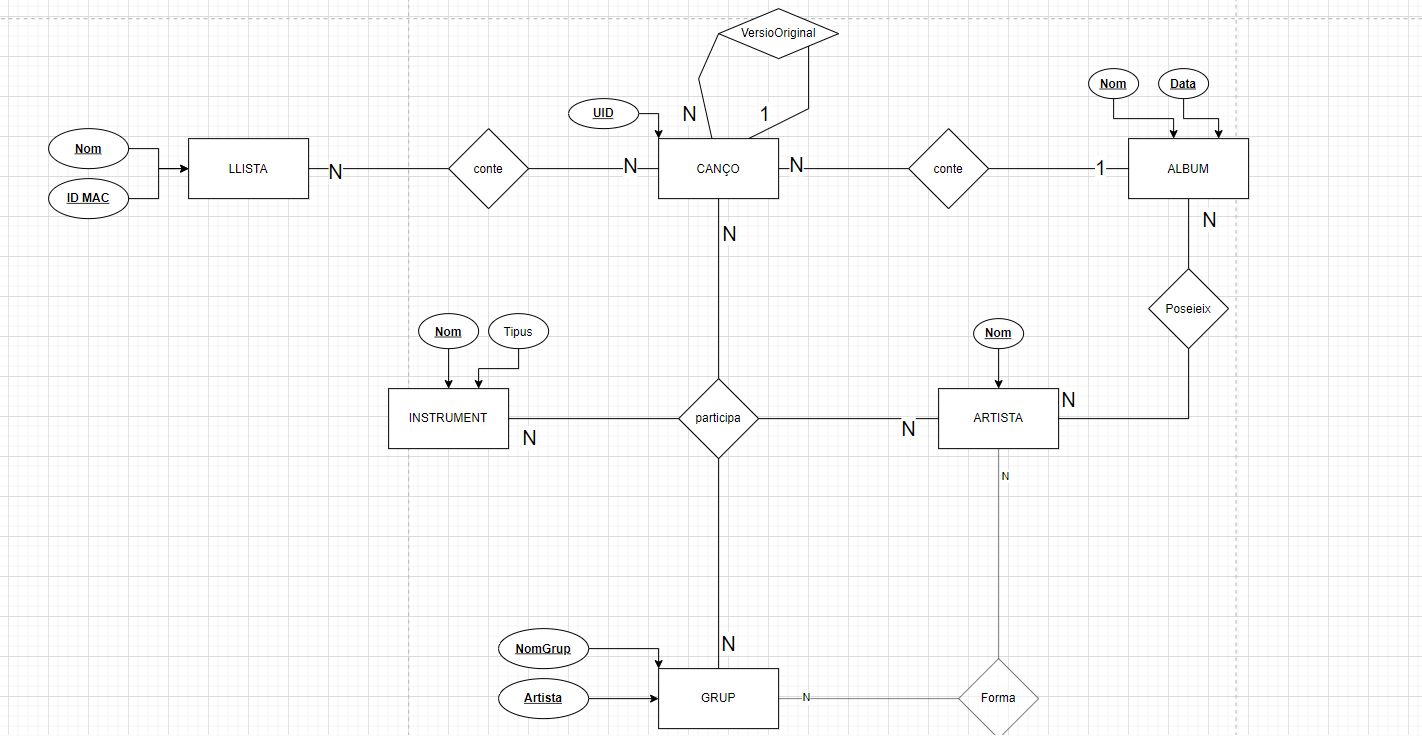 VersioOriginal
Nom
Data
UID
N
1
Nom
ID MAC
LLISTA
N
conte
N
CANÇO
N
conte
1
ALBUM
N
N
Poseieix
Nom
Tipus
Nom
INSTRUMENT
N
participa
N
ARTISTA
N
N
N
NomGrup
Artista
GRUP
N
Forma